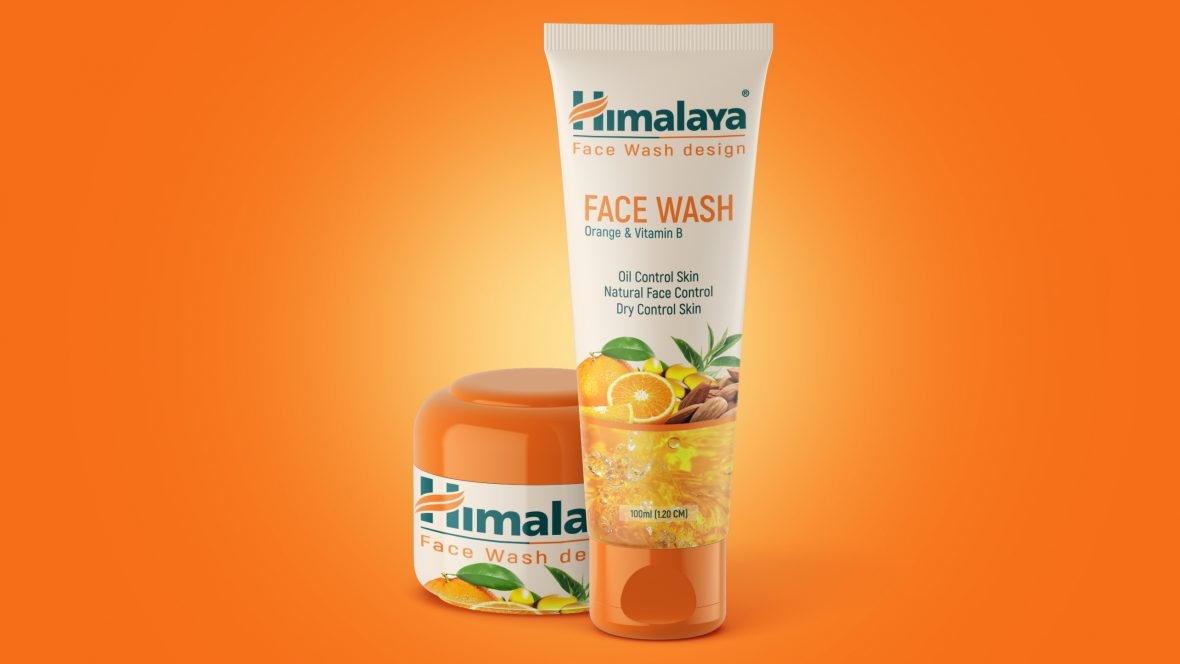 Himalaya®
Face Wash design
FACE WASH
Orange & Vitamin B
Oil Control Skin
Natural Face Control
Dry Control Skin
100ml (1.20 CM)
Himala
Face Wash de